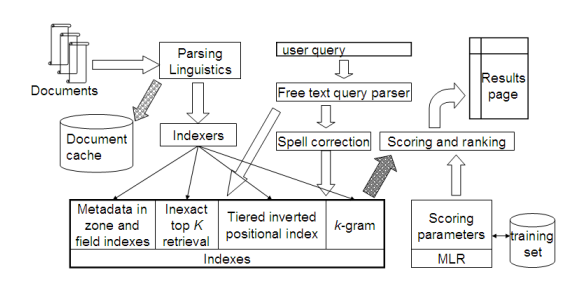 Documents
Parsing
Linguistics
user query
Free text query parser
Results
page
Document
cache
Indexers
Spell correction
Scoring and ranking
Metadata in
zone and
field indexes
Inexact
top K
retrieval
Tiered inverted
positional index
k-gram
Indexes
Scoring
parameters
MLR
training
set